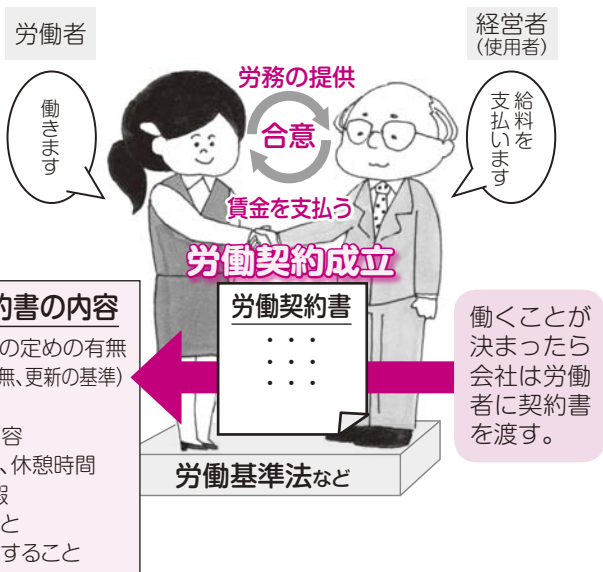 労働者
経営者
(使用者)
働きます
給料を
支払います
労務の提供
合意
賃金を支払う
労働契約成立
労働契約書
・・・
・・・
・・・
約書の内容
の定めの有無
無、更新の基準)
容
、休憩時間
暇
と
すること
働くことが
決まったら
会社は労働
者に契約書
を渡す。
労働基準法など